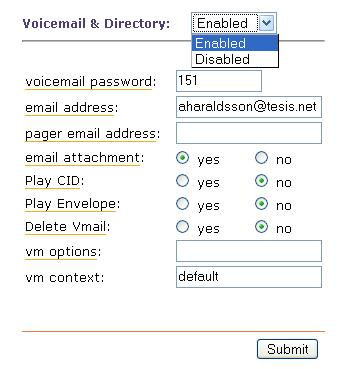 Voicemail & Directory: Enabled
Enabled
Disabled
voicemail password: 151
email address: aharaldsson@tesis.net
pager email address:
email attachment: yes no
Play CID: yes no
Play Envelope: yes no
Delete Vmail: yes no
vm options:
vm context: default
Submit